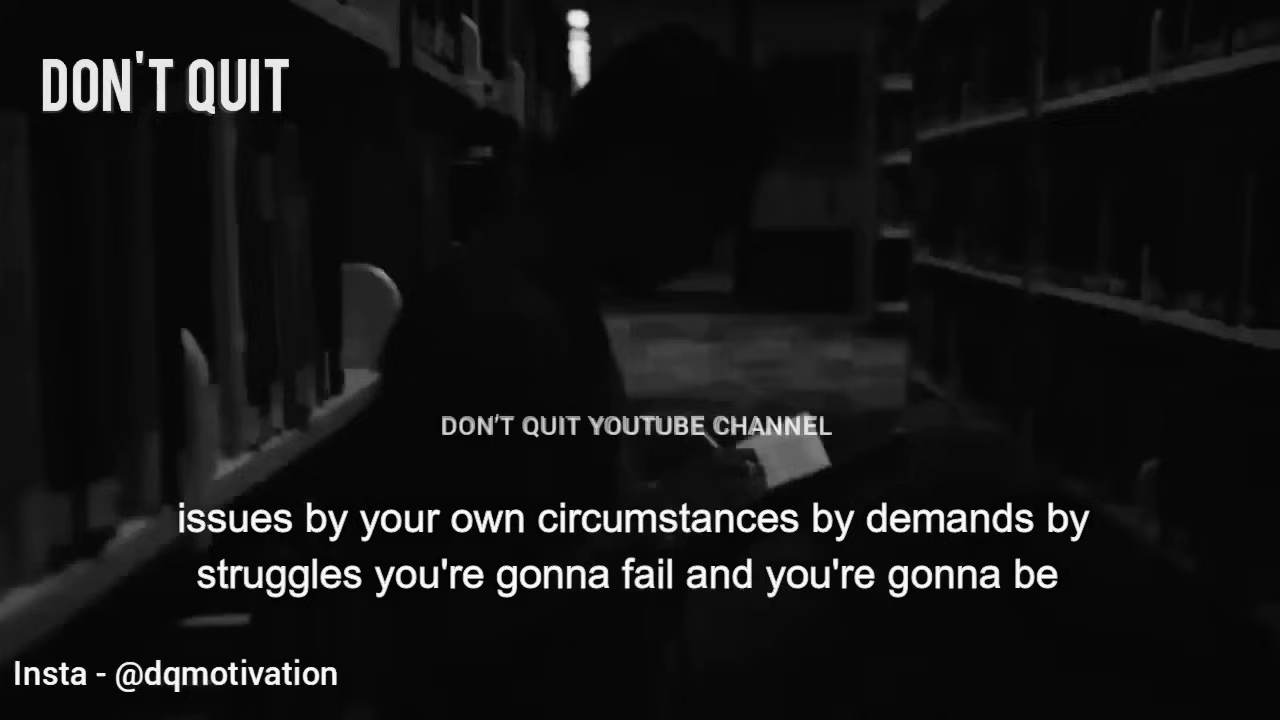 DON'T QUIT
DON'T QUIT YOUTUBE CHANNEL
issues by your own circumstances by demands by
struggles you're gonna fail and you're gonna be
Insta - @dqmotivation